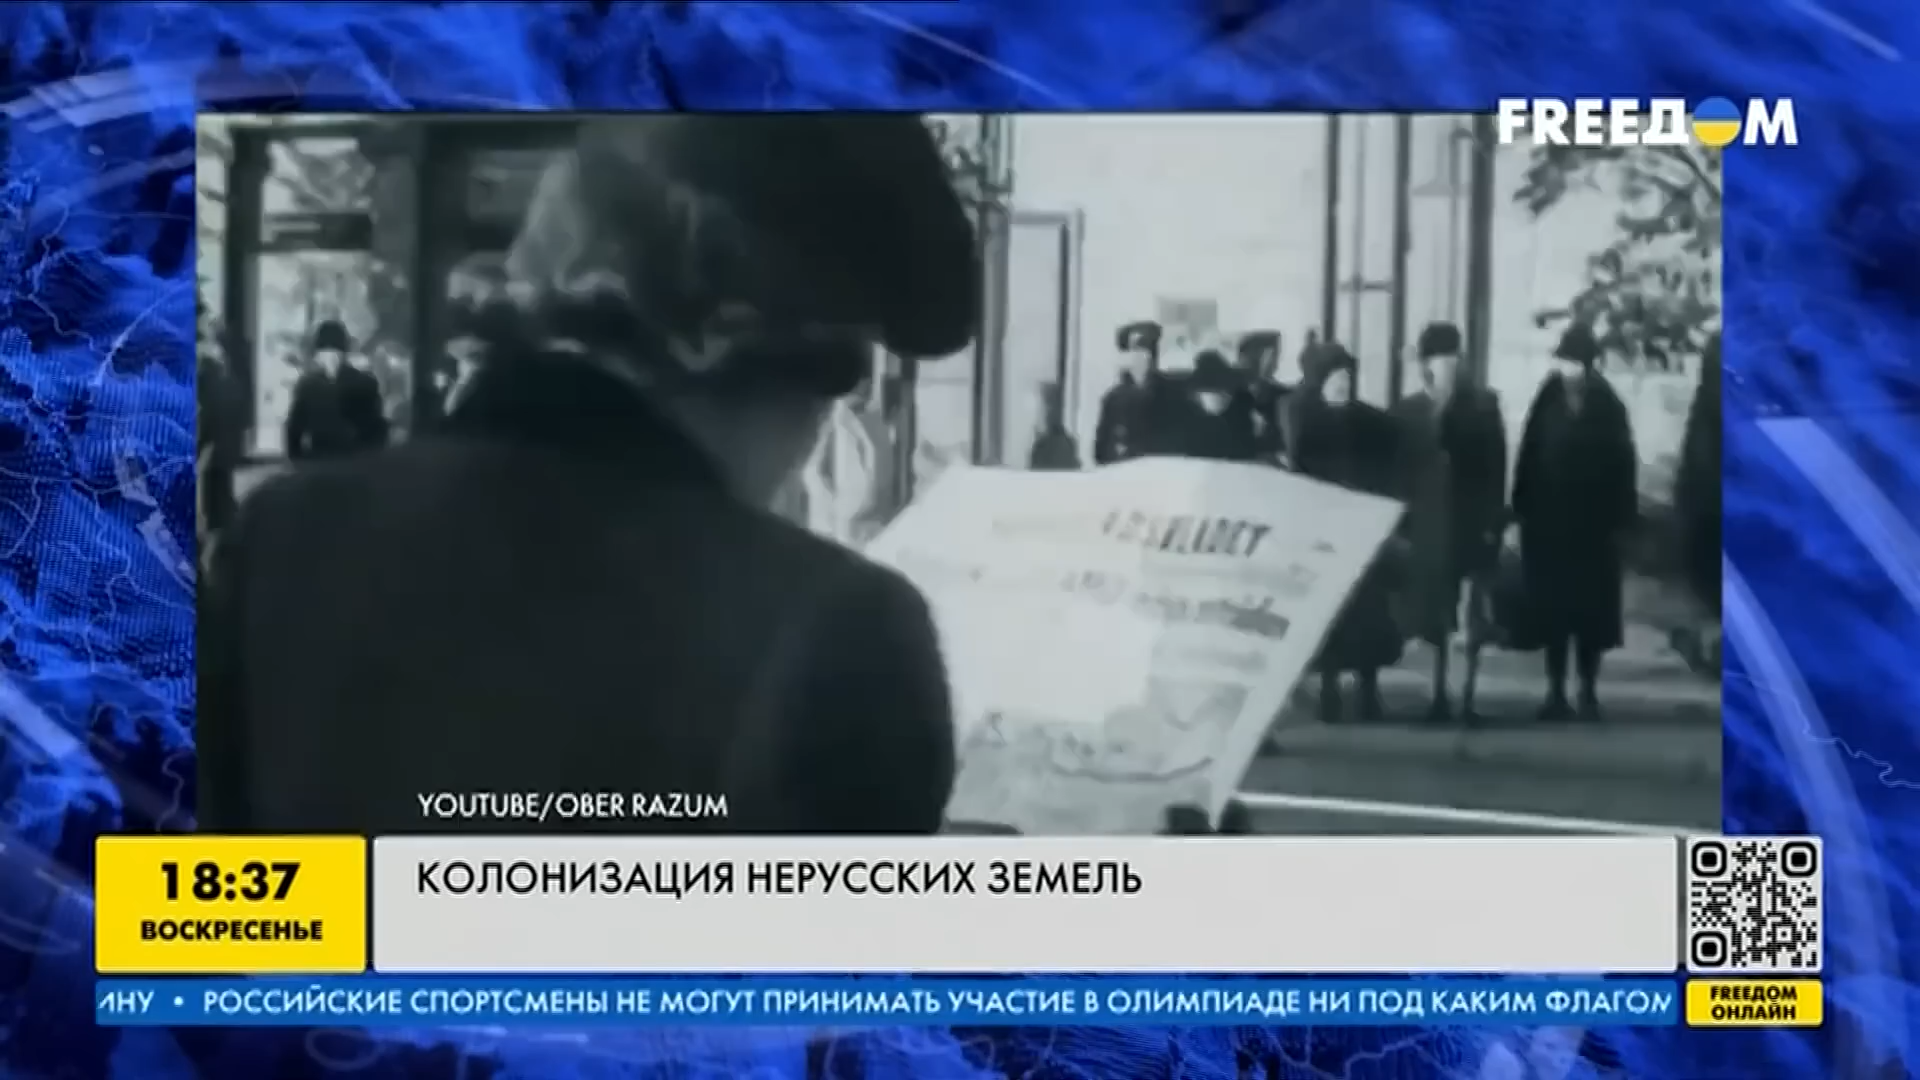 FREEДOM
YOUTUBE/OBER RAZUM
18:37
ВОСКРЕСЕНЬЕ
КОЛОНИЗАЦИЯ НЕРУССКИХ ЗЕМЕЛЬ
ИНУ • РОССИЙСКИЕ СПОРТСМЕНЫ НЕ МОГУТ ПРИНИМАТЬ УЧАСТИЕ В ОЛИМПИАДЕ НИ ПОД КАКИМ ФЛАГОМ
FREEДOM
ОНЛАЙН